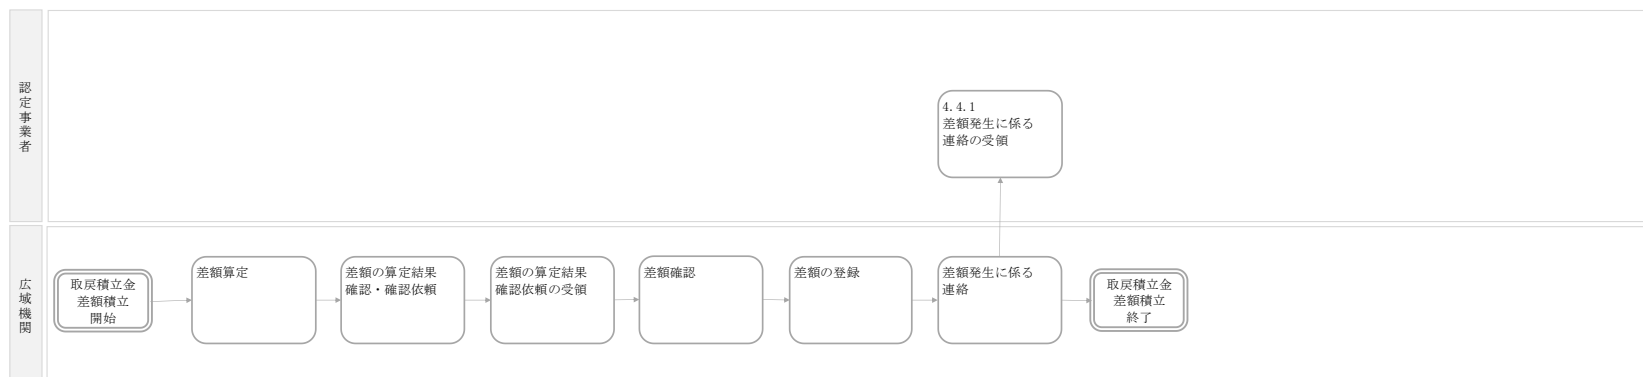 認定事業者
4.4.1
差額発生に係る
連絡の受領
広域機関
取戻積立金
差額積立
開始
差額算定
差額の算定結果
確認・確認依頼
差額の算定結果
確認依頼の受領
差額確認
差額の登録
差額発生に係る
連絡
取戻積立金
差額積立
終了